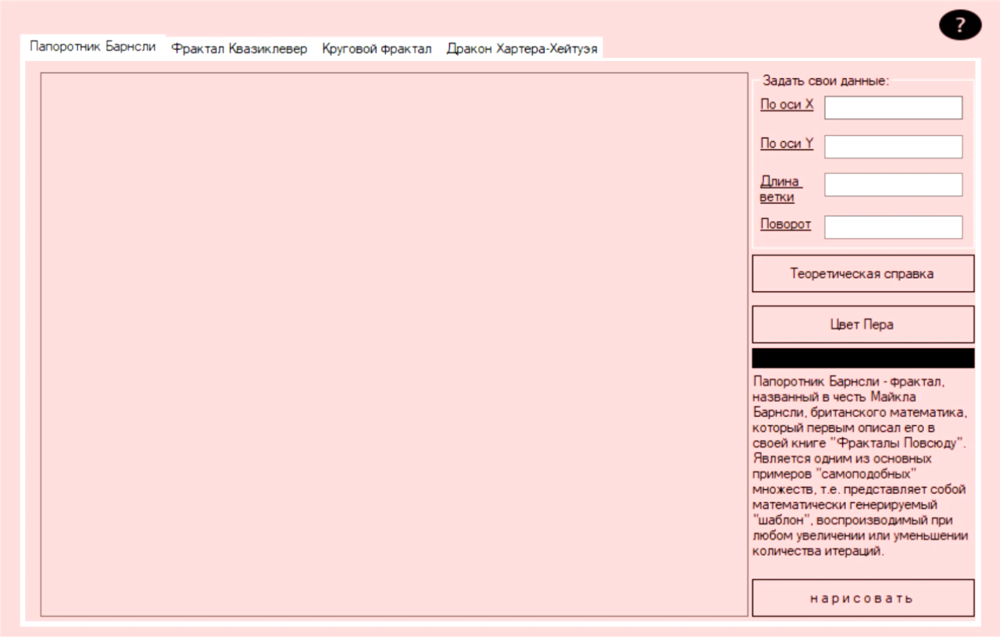 ?
Папоротник Барнсли Фрактал Квазиклевер Круговой фрактал Дракон Хартера-Хейтуэя
Задать свои данные:
По оси X
По оси Y
Длина
ветки
Поворот
Теоретическая справка
Цвет Пера
Папоротник Барнсли - фрактал,
названный в честь Майкла
Барнсли, британского математика,
который первым описал его в
своей книге "Фракталы Повсюду".
Является одним из основных
примеров "самоподобных"
множеств, т.е. представляет собой
математически генерируемый
"шаблон", воспроизводимый при
любом увеличении или уменьшении
количества итераций.
нарисовать